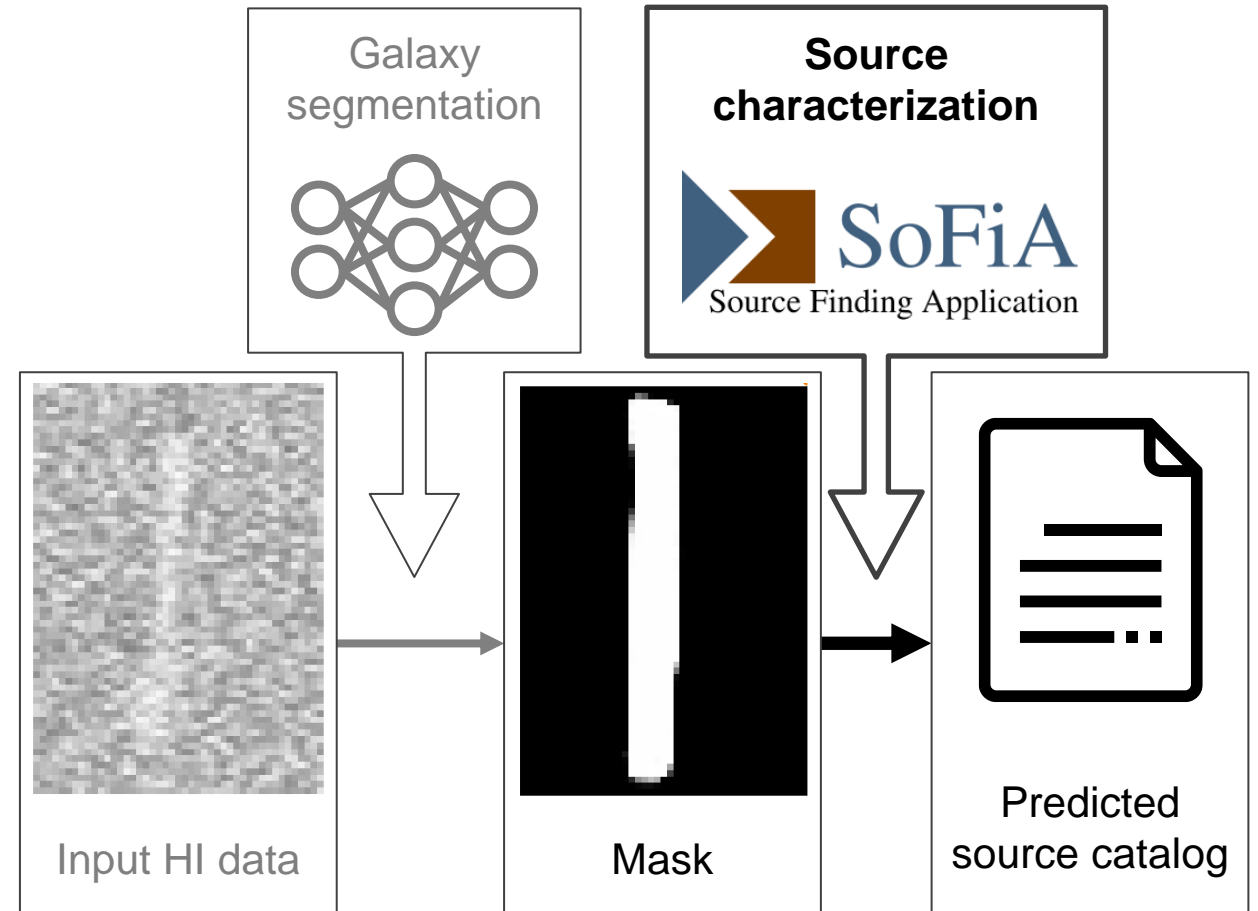 Galaxy
segmentation
Source
characterization
SoFiA
Source Finding Application
Input HI data
Mask
Predicted
source catalog